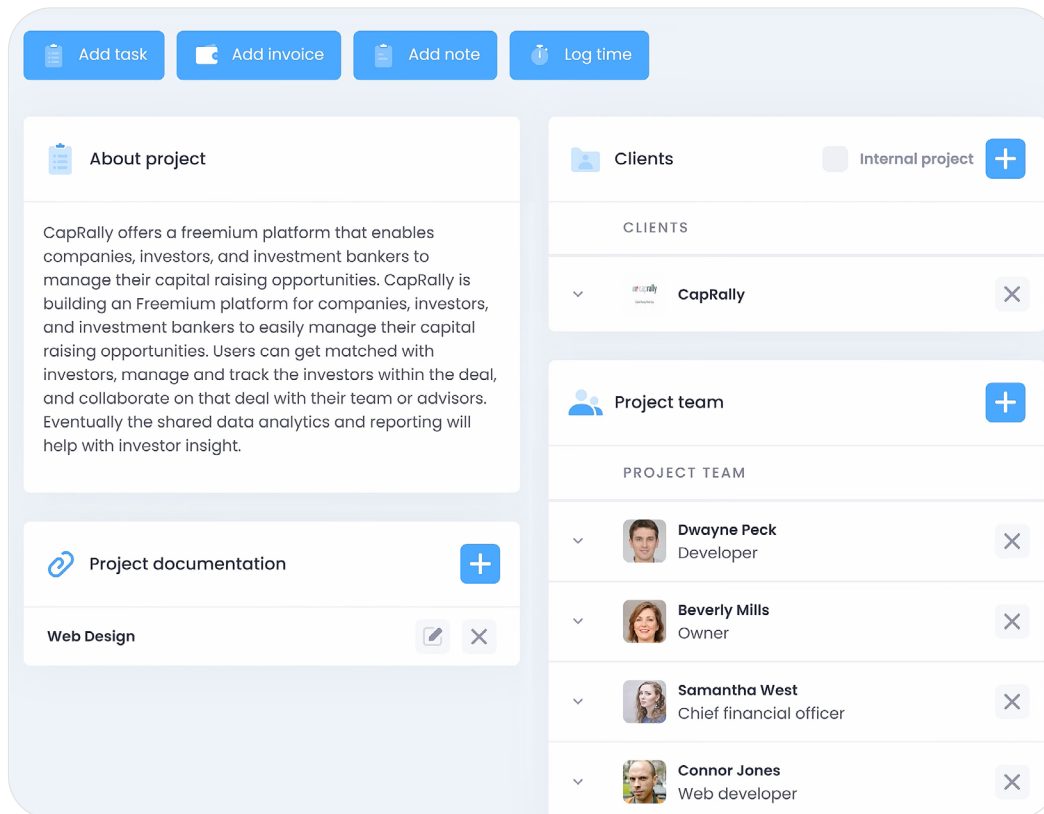 Add task
Add invoice
Add note
Log time
About project
CapRally offers a freemium platform that enables
companies, investors, and investment bankers to
manage their capital raising opportunities. CapRally is
building an Freemium platform for companies, investors,
and investment bankers to easily manage their capital
raising opportunities. Users can get matched with
investors, manage and track the investors within the deal,
and collaborate on that deal with their team or advisors.
Eventually the shared data analytics and reporting will
help with investor insight.
Project documentation
Web Design
Clients
Internal project
CLIENTS
CapRally
Project team
PROJECT TEAM
Dwayne Peck
Developer
Beverly Mills
Owner
Samantha West
Chief financial officer
Connor Jones
Web developer